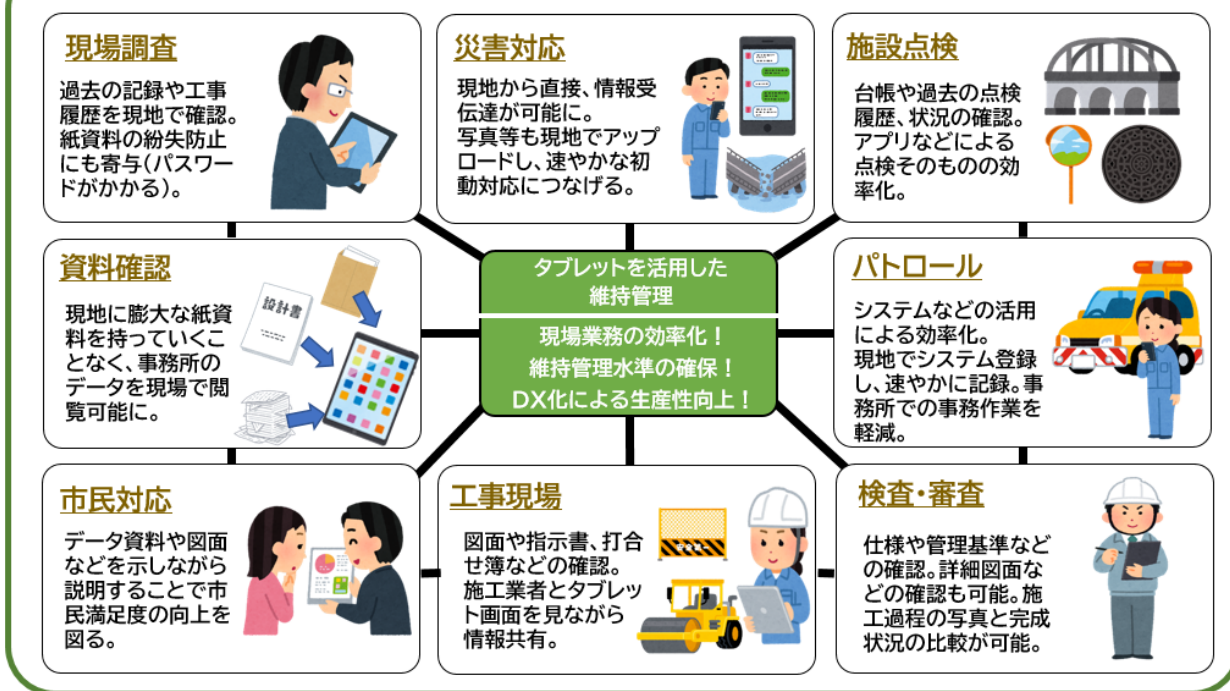 現場調査
過去の記録や工事
履歴を現地で確認。
紙資料の紛失防止
にも寄与(パスワー
ドがかかる)。
災害対応
現地から直接、情報受
伝達が可能に。
写真等も現地でアップ
ロードし、速やかな初
動対応につなげる。
施設点検
台帳や過去の点検
履歴、状況の確認。
アプリなどによる
点検そのものの効
率化。
資料確認
現地に膨大な紙資
料を持っていくこ
となく、事務所の
データを現場で閲
覧可能に。
設計書
タブレットを活用した
維持管理
現場業務の効率化！
維持管理水準の確保！
DX化による生産性向上！
パトロール
システムなどの活用
による効率化。
現地でシステム登録
し、速やかに記録。事
務所での事務作業を
軽減。
市民対応
データ資料や図面
などを示しながら
説明することで市
民満足度の向上を
図る。
工事現場
図面や指示書、打合
せ簿などの確認。
施工業者とタブレッ
ト画面を見ながら
情報共有。
検査・審査
仕様や管理基準など
の確認。詳細図面な
どの確認も可能。施
工過程の写真と完成
状況の比較が可能。